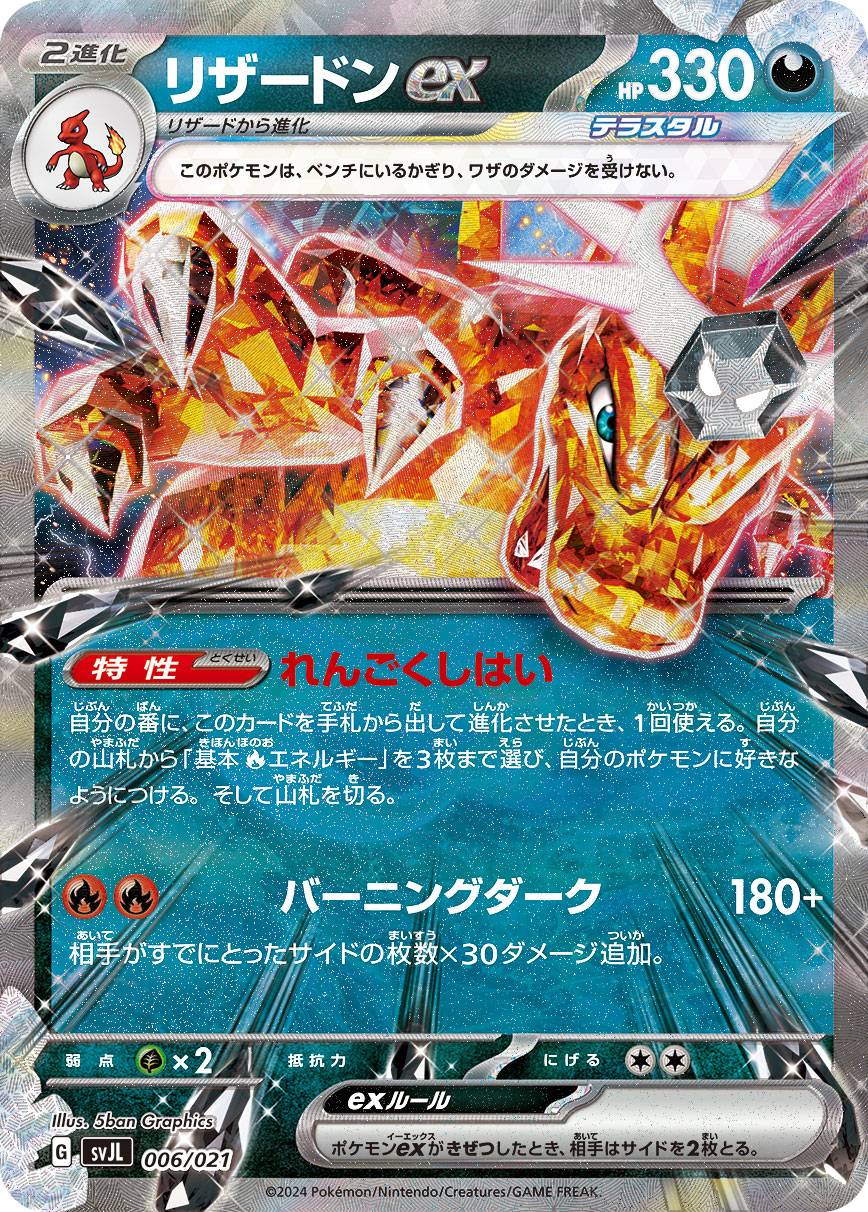 2進化
リザードンex
HP330
リザードから進化
テラスタル
このポケモンは、ベンチにいるかぎり、ワザのダメージを受けない。
特性 とくせい れんごくしはい
自分の番に、このカードを手札から出して進化させたとき、1回使える。自分
の山札から「基本エネルギー」を3枚まで選び、自分のポケモンに好きな
ようにつける。そして山札を切る。
バーニングダーク 180+
相手がすでにとったサイドの枚数×30ダメージ追加。
弱点 ×2 抵抗力 にげる
exルール
ポケモンexがきぜつしたとき、相手はサイドを2枚とる。
Illus. 5ban Graphics
G svJL 006/021
©2024 Pokémon/Nintendo/Creatures/GAME FREAK.